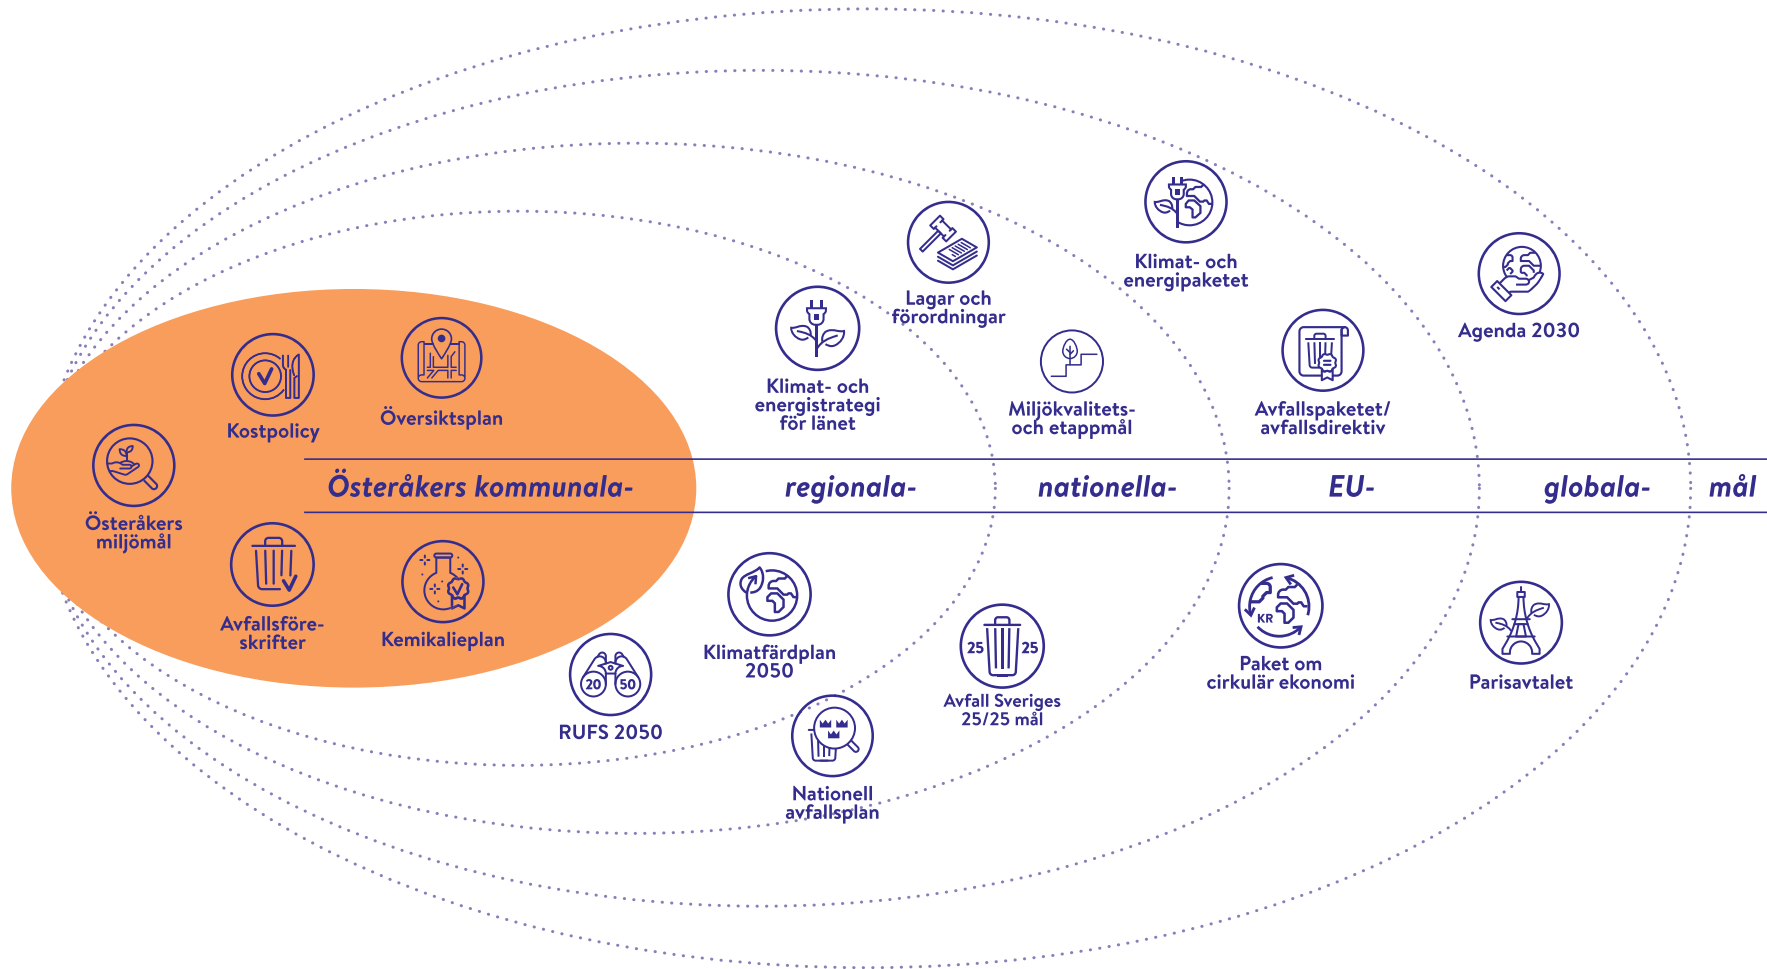 Klimat- och
energipaketet
Lagar och
förordningar
Agenda 2030
Klimat- och
energistrategi
för länet
Miljökvalitets-
och etappmål
Avfallspaketet/
avfallsdirektiv
Kostpolicy
Översiktsplan
Österåkers
miljömål
Österåkers kommunala-
regionala-
nationella-
EU-
globala-
mål
Avfallsföre-
skrifter
Kemikalieplan
20 50
RUFS 2050
Klimatfärdplan
2050
Nationell
avfallsplan
25 25
Avfall Sveriges
25/25 mål
KR
Paket om
cirkulär ekonomi
Parisavtalet